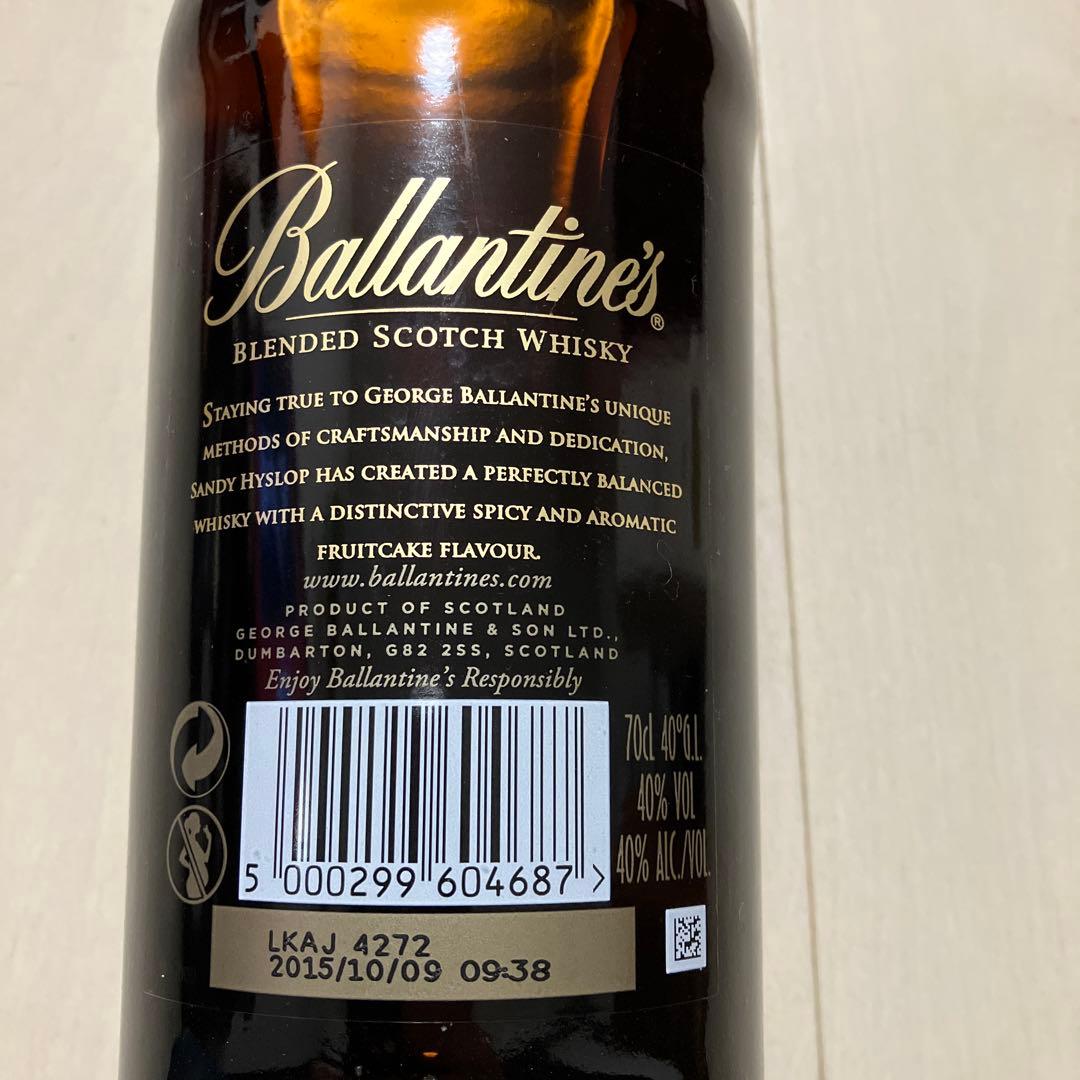 Ballantine's®
BLENDED SCOTCH WHISKY
STAYING TRUE TO GEORGE BALLANTINE'S UNIQUE
METHODS OF CRAFTSMANSHIP AND DEDICATION,
SANDY HYSLOP HAS CREATED A PERFECTLY BALANCED
WHISKY WITH A DISTINCTIVE SPICY AND AROMATIC
FRUITCAKE FLAVOUR.
www.ballantines.com
PRODUCT OF SCOTLAND
GEORGE BALLANTINE & SON LTD.,
DUMBARTON, G82 2SS, SCOTLAND
Enjoy Ballantine's Responsibly
70cl 40°G.L.
40% VOL
40% ALC./VOL.
5 000299 604687 >
LKAJ 4272
2015/10/09 09:38